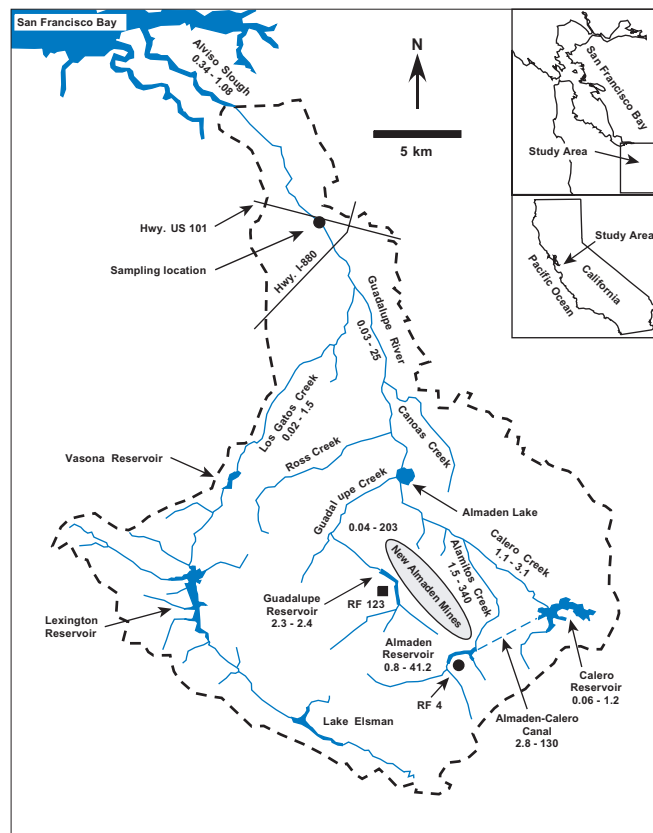 San Francisco Bay
Alviso Slough
0.34 - 1.08
N
5 km
San Francisco Bay
Study Area
Study Area
California
Pacific Ocean
Hwy. US 101
Sampling location
Hwy. I-880
Guadalupe River
0.03 - 25
Los Gatos Creek
0.02 - 1.5
Canoas Creek
Ross Creek
Vasona Reservoir
Guadalupe Creek
0.04 - 203
Almaden Lake
Calero Creek
1.1 - 3.1
Alamitos Creek
1.5 - 340
New Almaden Mines
Guadalupe
Reservoir
2.3 - 2.4
RF 123
Lexington
Reservoir
Almaden
Reservoir
0.8 - 41.2
RF 4
Calero
Reservoir
0.06 - 1.2
Almaden-Calero
Canal
2.8 - 130
Lake Elsman